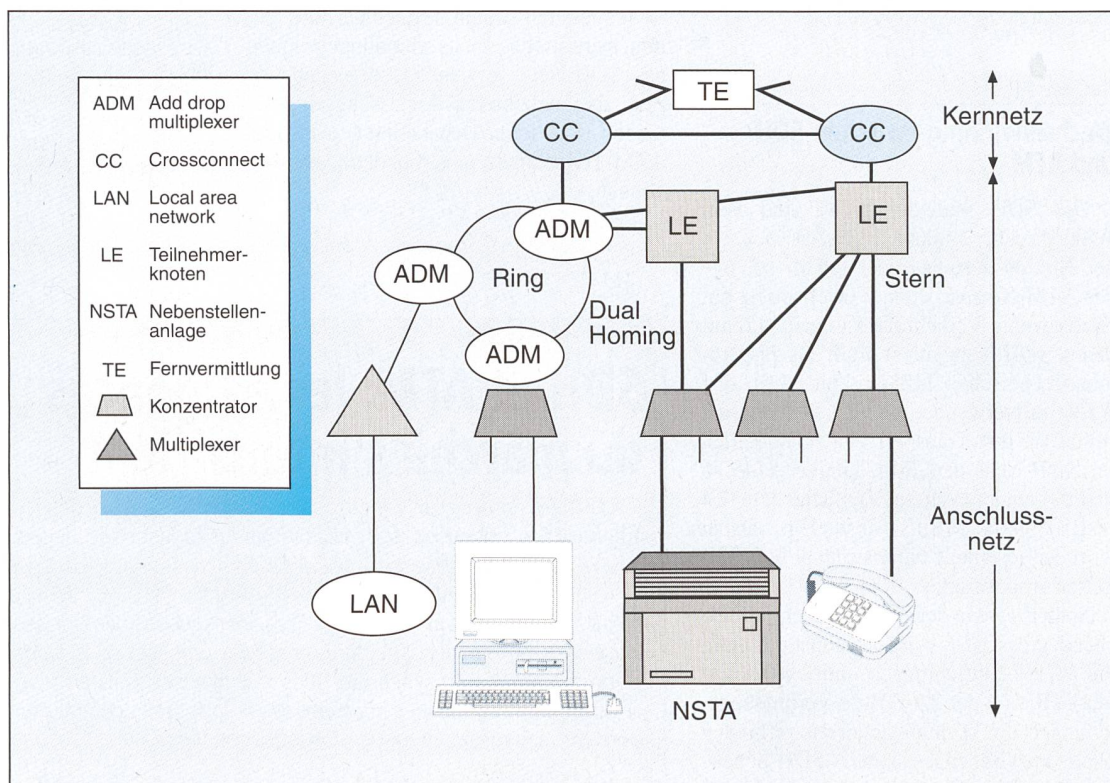 ADM Add drop
multiplexer
CC Crossconnect
LAN Local area
network
LE Teilnehmer-
knoten
NSTA Nebenstellen-
anlage
TE Fernvermittlung
Konzentrator
Multiplexer
TE
CC
CC
Kernnetz
ADM
LE
LE
ADM
Ring
Stern
Dual
Homing
ADM
Anschluss-
netz
LAN
NSTA